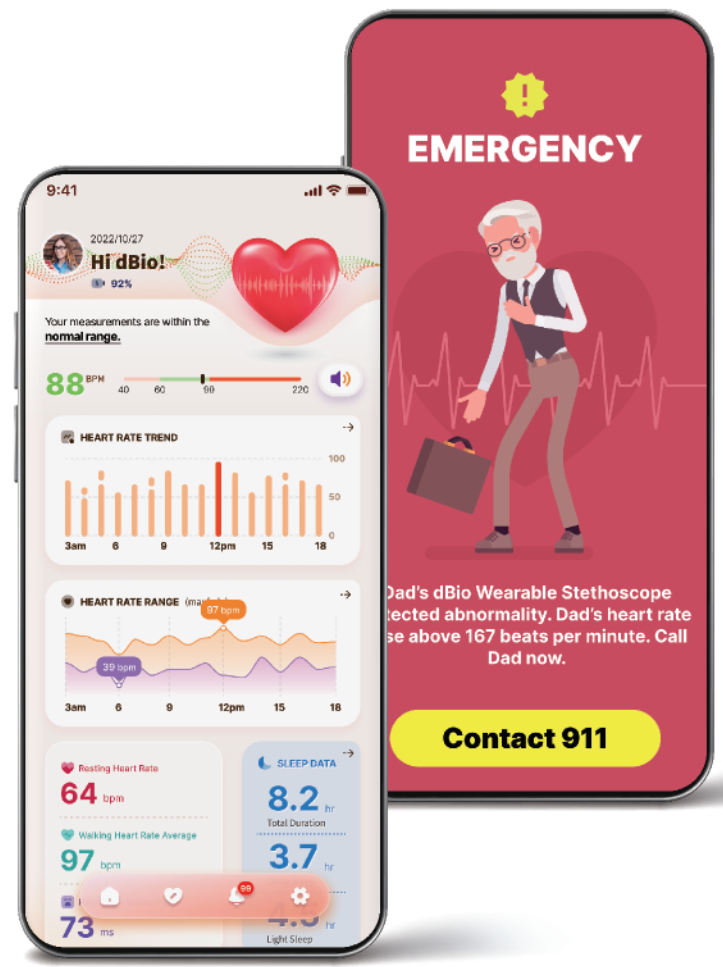 EMERGENCY
Dad's dBio Wearable Stethoscope
abnormality. Dad's heart rate
above 167 beats per minute. Call
Dad now.
Contact 911
9:41
2022/10/27
Hi dBio!
92%
Your measurements are within the
normal range.
88 BPM
40 60 99 220
HEART RATE TREND
100
50
0
3am 6 9 12pm 15 18
HEART RATE RANGE
97 bpm
39 bpm
3am 6 9 12pm 15 18
Resting Heart Rate
64 bpm
Walking Heart Rate Average
97 bpm
73 ms
SLEEP DATA
8.2 hr
Total Duration
3.7 hr
hr
Light Sleep
99